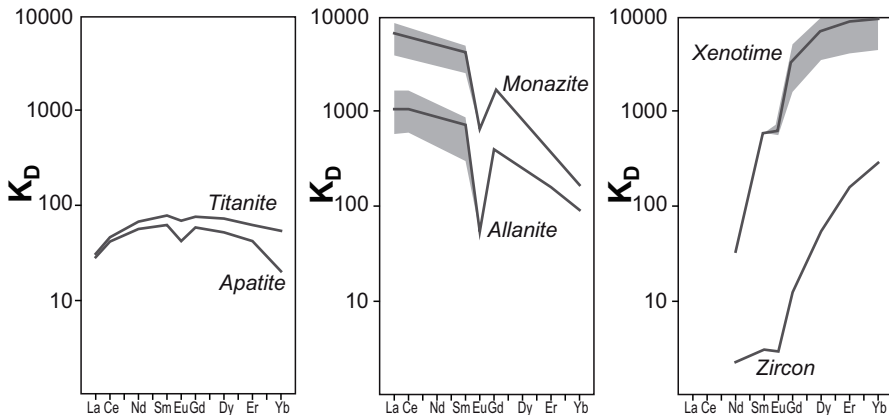 10000
1000
100
10
K_D
Titanite
Apatite
La Ce Nd Sm Eu Gd Dy Er Yb
10000
1000
100
10
K_D
Monazite
Allanite
La Ce Nd Sm Eu Gd Dy Er Yb
10000
1000
100
10
K_D
Xenotime
Zircon
La Ce Nd Sm Eu Gd Dy Er Yb